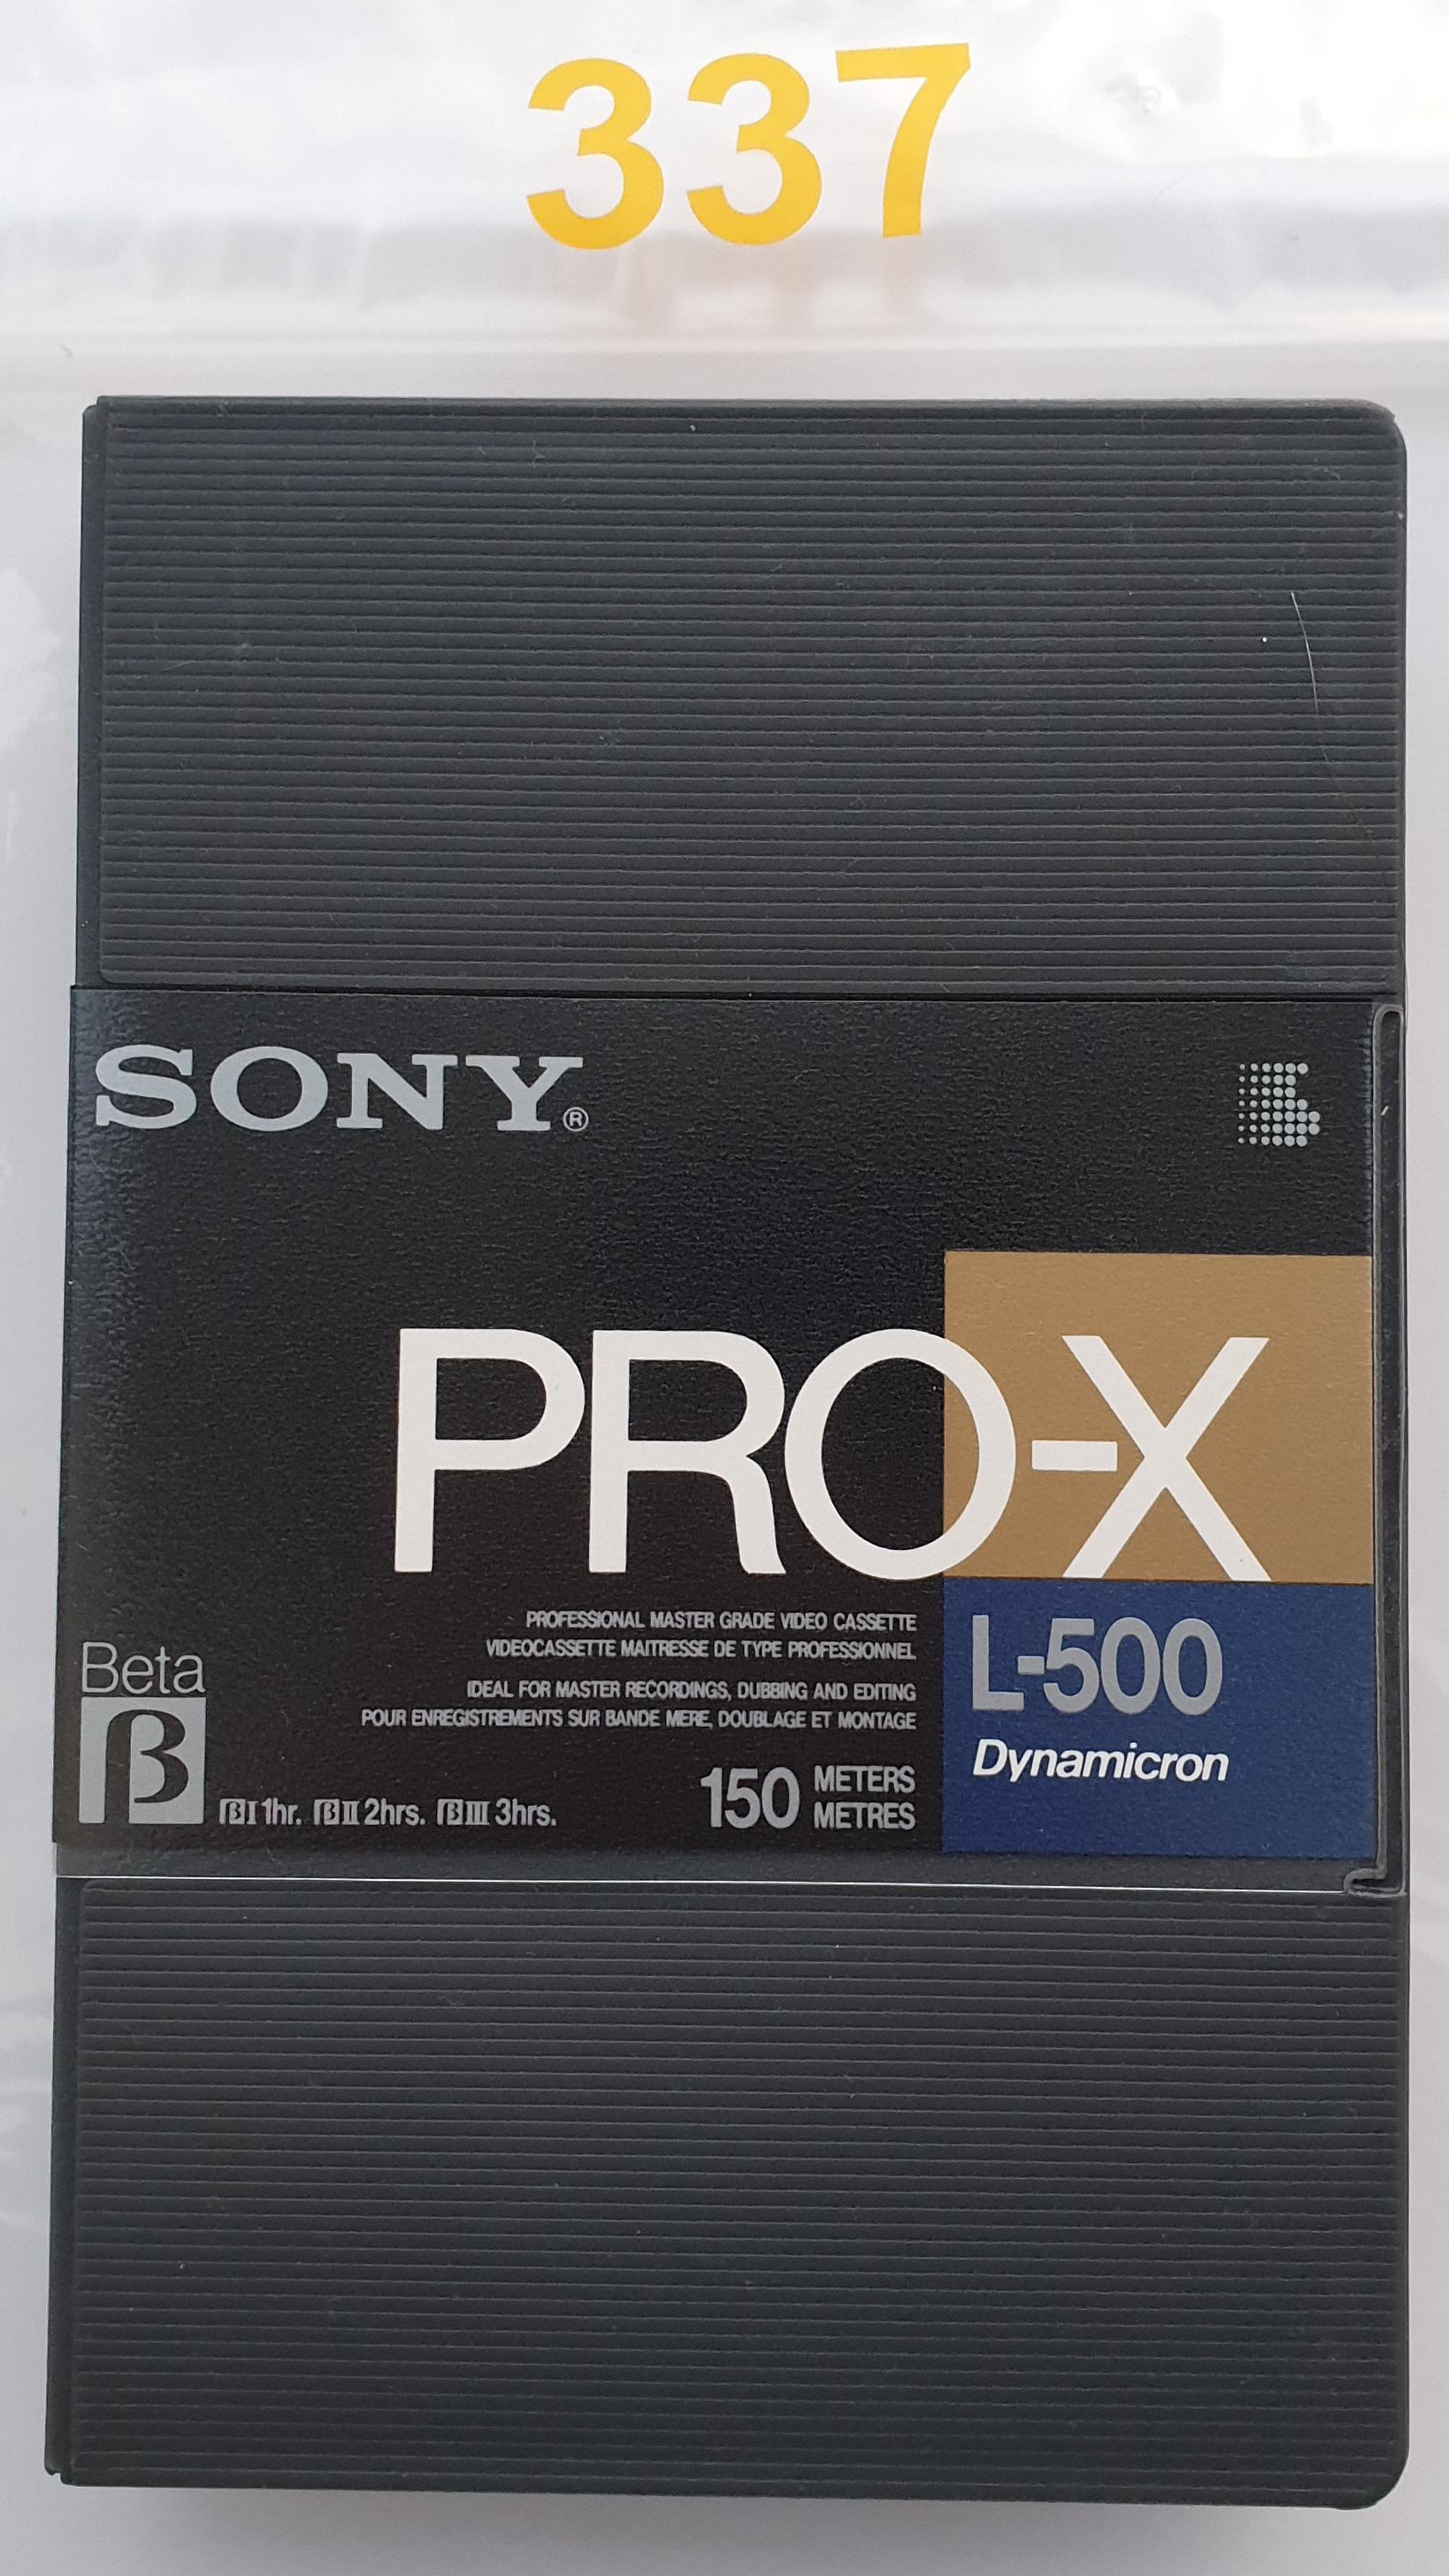 337
SONY®
PRO-X
PROFESSIONAL MASTER GRADE VIDEO CASSETTE
VIDEOCASSETTE MAITRESSE DE TYPE PROFESSIONNEL
IDEAL FOR MASTER RECORDINGS, DUBBING AND EDITING
POUR ENREGISTREMENTS SUR BANDE MERE, DOUBLAGE ET MONTAGE
L-500
Dynamicron
Beta
β
βI 1hr. βII 2hrs. βIII 3hrs.
150 METERS
METRES